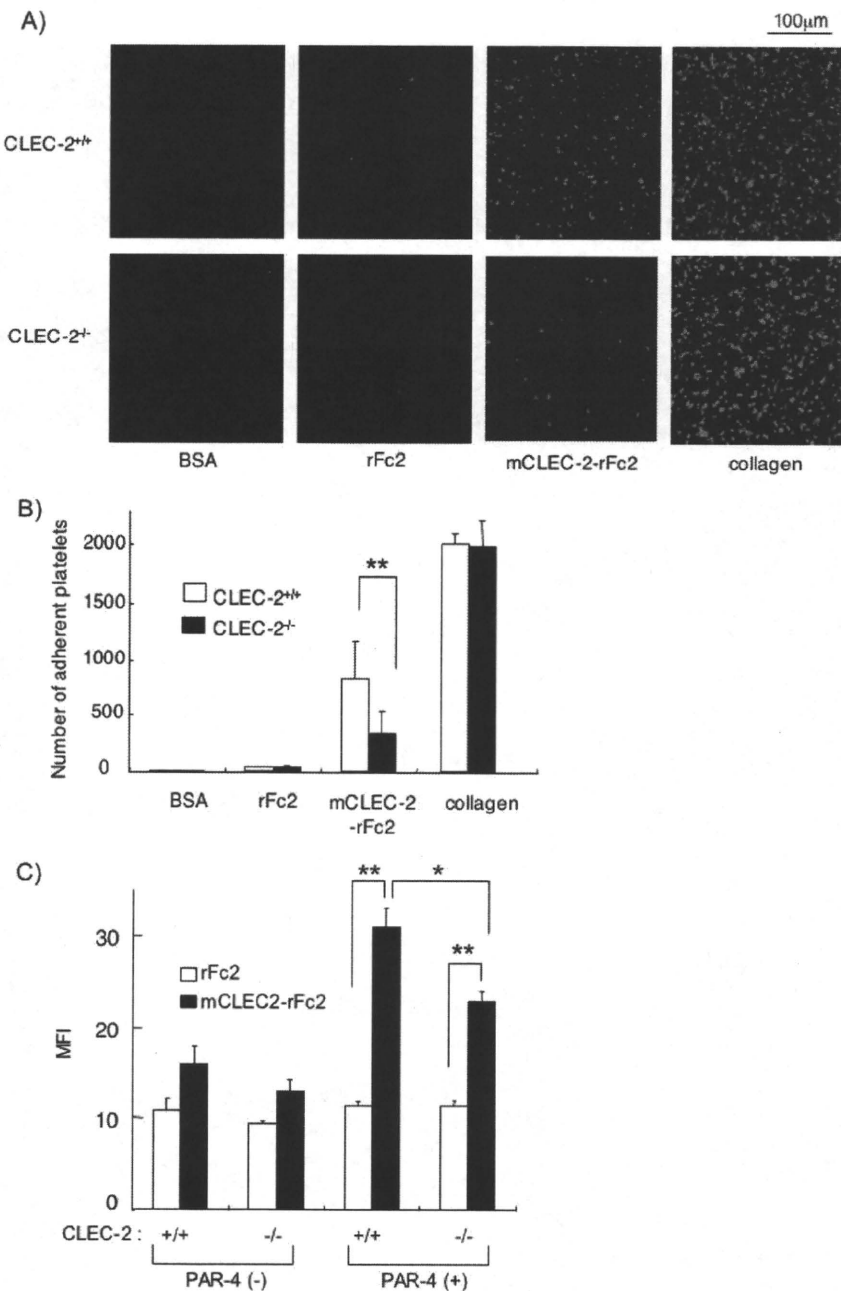 A)
100μm
CLEC-2+/+
CLEC-2-/-
BSA
rFc2
mCLEC-2-rFc2
collagen
B)
Number of adherent platelets
2000
1500
1000
500
0
**
CLEC-2+/+
CLEC-2-/-
BSA
rFc2
mCLEC-2
-rFc2
collagen
C)
MFI
30
20
10
0
rFc2
mCLEC2-rFc2
**
*
**
CLEC-2 : +/+ -/- +/+ -/-
PAR-4 (-) PAR-4 (+)